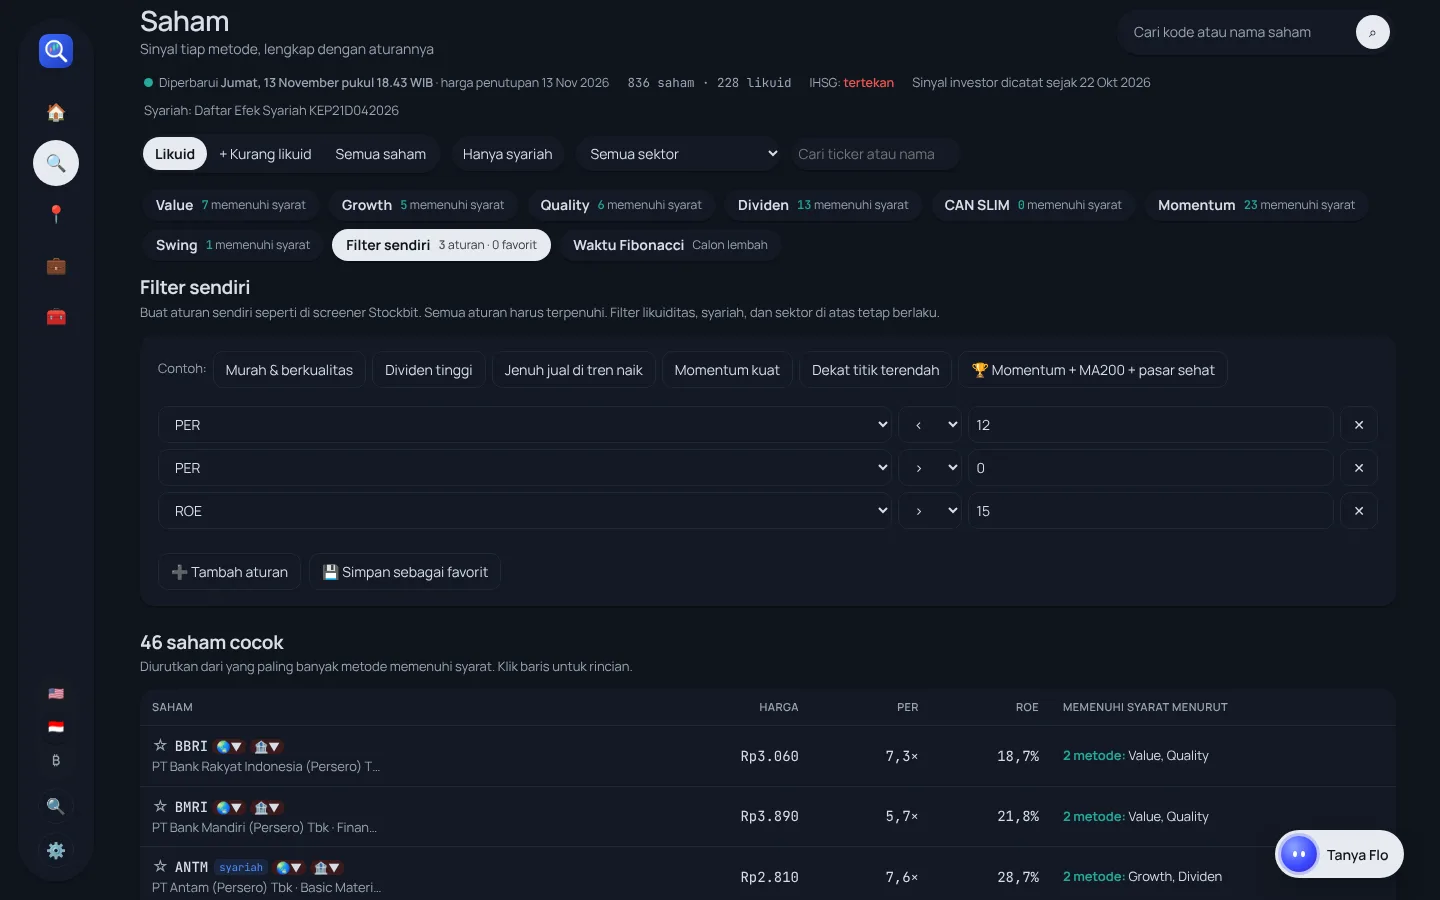 Saham
Sinyal tiap metode, lengkap dengan aturannya
Cari kode atau nama saham
Diperbarui Jumat, 13 November pukul 18.43 WIB · harga penutupan 13 Nov 2026 836 saham · 228 likuid IHSG: tertekan Sinyal investor dicatat sejak 22 Okt 2026
Syariah: Daftar Efek Syariah KEP21D042026
Likuid + Kurang likuid Semua saham Hanya syariah Semua sektor Cari ticker atau nama
Value 7 memenuhi syarat Growth 5 memenuhi syarat Quality 6 memenuhi syarat Dividen 13 memenuhi syarat CAN SLIM 0 memenuhi syarat Momentum 23 memenuhi syarat
Swing 1 memenuhi syarat Filter sendiri 3 aturan · 0 favorit Waktu Fibonacci Calon lembah
Filter sendiri
Buat aturan sendiri seperti di screener Stockbit. Semua aturan harus terpenuhi. Filter likuiditas, syariah, dan sektor di atas tetap berlaku.
Contoh: Murah & berkualitas Dividen tinggi Jenuh jual di tren naik Momentum kuat Dekat titik terendah 🏆 Momentum + MA200 + pasar sehat
PER < 12 ✕
PER > 0 ✕
ROE > 15 ✕
➕ Tambah aturan 💾 Simpan sebagai favorit
46 saham cocok
Diurutkan dari yang paling banyak metode memenuhi syarat. Klik baris untuk rincian.
SAHAM HARGA PER ROE MEMENUHI SYARAT MENURUT
☆ BBRI 🌏▼ 🏦▼ Rp3.060 7,3× 18,7% 2 metode: Value, Quality
PT Bank Rakyat Indonesia (Persero) T...
☆ BMRI 🌏▼ 🏦▼ Rp3.890 5,7× 21,8% 2 metode: Value, Quality
PT Bank Mandiri (Persero) Tbk · Finan...
☆ ANTM syariah 🌏▼ 🏦▼ Rp2.810 7,6× 28,7% 2 metode: Growth, Dividen
PT Antam (Persero) Tbk · Basic Materi...
Tanya Flo